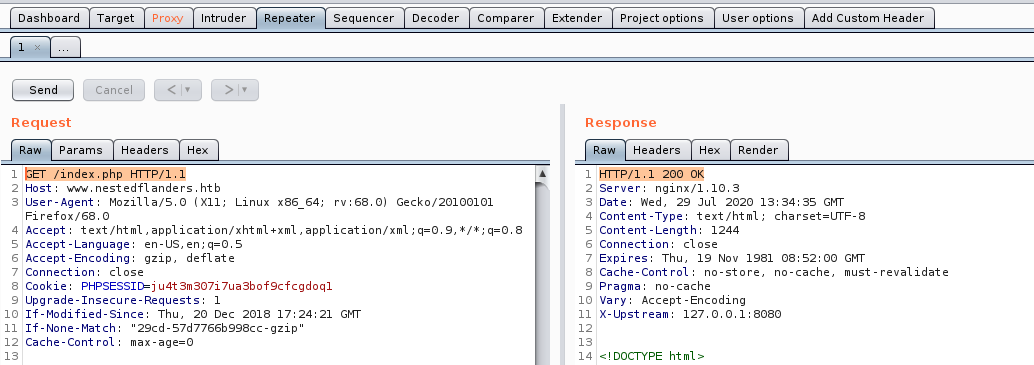 Dashboard Target Proxy Intruder Repeater Sequencer Decoder Comparer Extender Project options User options Add Custom Header
1 × ...
Send Cancel < ▼ > ▼
Request
Raw Params Headers Hex
1 GET /index.php HTTP/1.1
2 Host: www.nestedflanders.htb
3 User-Agent: Mozilla/5.0 (X11; Linux x86_64; rv:68.0) Gecko/20100101
Firefox/68.0
4 Accept: text/html,application/xhtml+xml,application/xml;q=0.9,*/*;q=0.8
5 Accept-Language: en-US,en;q=0.5
6 Accept-Encoding: gzip, deflate
7 Connection: close
8 Cookie: PHPSESSID=ju4t3m307i7ua3bof9cfcgdoq1
9 Upgrade-Insecure-Requests: 1
10 If-Modified-Since: Thu, 20 Dec 2018 17:24:21 GMT
11 If-None-Match: "29cd-57d7766b998cc-gzip"
12 Cache-Control: max-age=0
13
Response
Raw Headers Hex Render
1 HTTP/1.1 200 OK
2 Server: nginx/1.10.3
3 Date: Wed, 29 Jul 2020 13:34:35 GMT
4 Content-Type: text/html; charset=UTF-8
5 Content-Length: 1244
6 Connection: close
7 Expires: Thu, 19 Nov 1981 08:52:00 GMT
8 Cache-Control: no-store, no-cache, must-revalidate
9 Pragma: no-cache
10 Vary: Accept-Encoding
11 X-Upstream: 127.0.0.1:8080
12
13
14 <!DOCTYPE html>